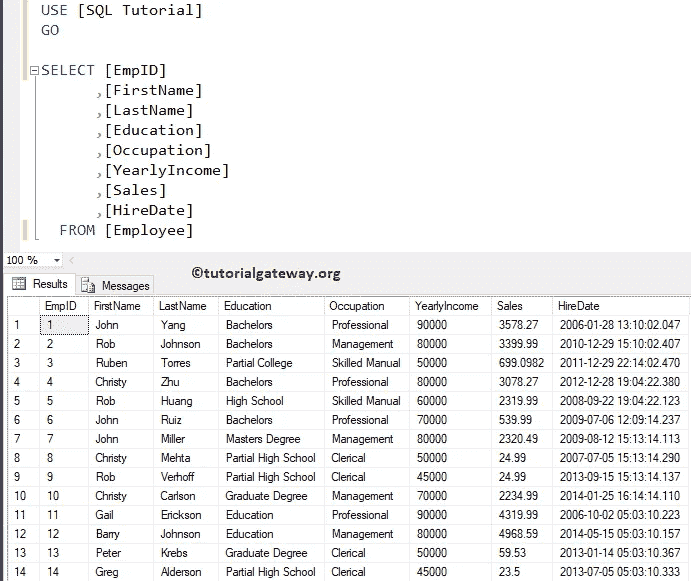 USE [SQL Tutorial]
GO
SELECT [EmpID]
,[FirstName]
,[LastName]
,[Education]
,[Occupation]
,[YearlyIncome]
,[Sales]
,[HireDate]
FROM [Employee]
100 %
©tutorialgateway.org
Results Messages
EmpID FirstName LastName Education Occupation YearlyIncome Sales HireDate
1 1 John Yang Bachelors Professional 90000 3578.27 2006-01-28 13:10:02.047
2 2 Rob Johnson Bachelors Management 80000 3399.99 2010-12-29 15:10:02.407
3 3 Ruben Torres Partial College Skilled Manual 50000 699.0982 2011-12-29 22:14:02.470
4 4 Christy Zhu Bachelors Professional 80000 3078.27 2012-12-28 19:04:22.380
5 5 Rob Huang High School Skilled Manual 60000 2319.99 2008-09-22 19:04:22.123
6 6 John Ruiz Bachelors Professional 70000 539.99 2009-07-06 12:09:14.237
7 7 John Miller Masters Degree Management 80000 2320.49 2009-08-12 15:13:14.113
8 8 Christy Mehta Partial High School Clerical 50000 24.99 2007-07-05 15:13:14.290
9 9 Rob Verhoff Partial High School Clerical 45000 24.99 2013-09-15 15:13:14.137
10 10 Christy Carlson Graduate Degree Management 70000 2234.99 2014-01-25 16:14:14.110
11 11 Gail Erickson Education Professional 90000 4319.99 2006-10-02 05:03:10.223
12 12 Barry Johnson Education Management 80000 4968.59 2014-05-15 05:03:10.157
13 13 Peter Krebs Graduate Degree Clerical 50000 59.53 2013-01-14 05:03:10.367
14 14 Greg Alderson Partial High School Clerical 45000 23.5 2013-07-05 05:03:10.333